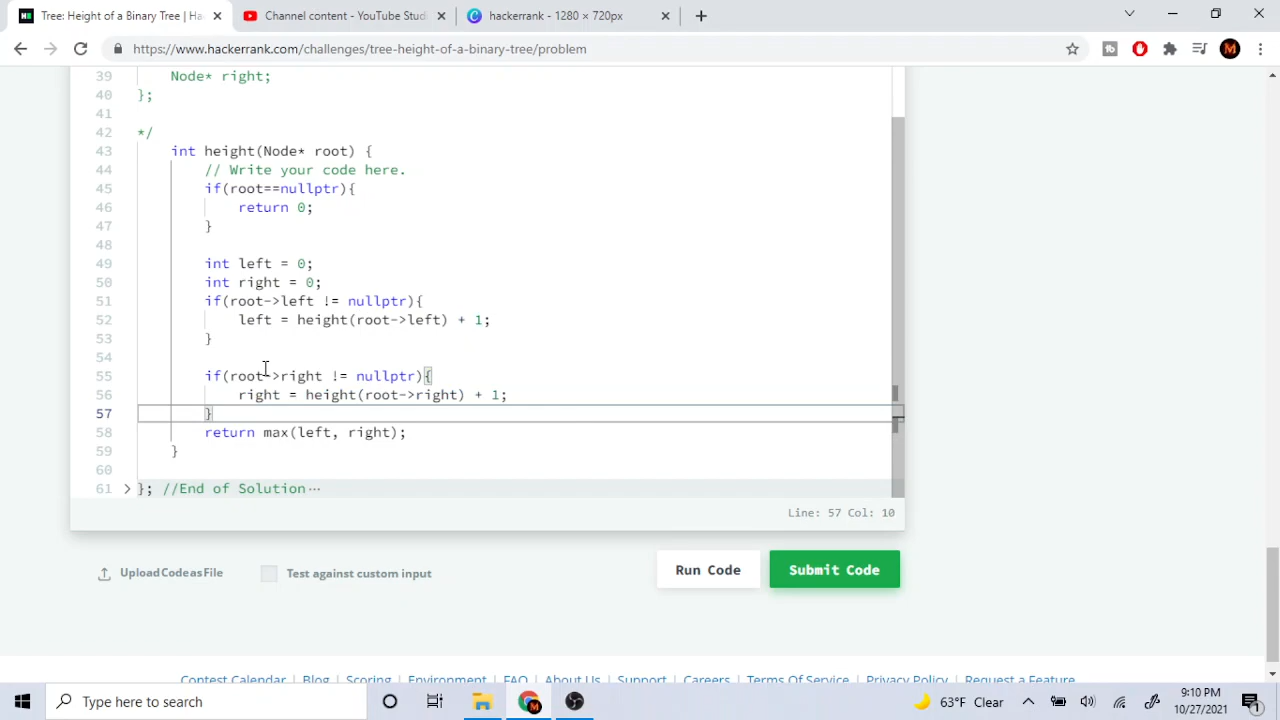 Tree: Height of a Binary Tree | Ha
Channel content - YouTube Studi
hackerrank - 1280 × 720px
https://www.hackerrank.com/challenges/tree-height-of-a-binary-tree/problem
M
39 Node* right;
40 };
41
42 */
43 int height(Node* root) {
44 // Write your code here.
45 if(root==nullptr){
46 return 0;
47 }
48
49 int left = 0;
50 int right = 0;
51 if(root->left != nullptr){
52 left = height(root->left) + 1;
53 }
54
55 if(root->right != nullptr){
56 right = height(root->right) + 1;
57 }
58 return max(left, right);
59 }
60
61 }; //End of Solution
Line: 57 Col: 10
Upload Code as File
Test against custom input
Run Code
Submit Code
Contest Calendar | Blog | Scoring | Environment | FAQ | About Us | Support | Careers | Terms Of Service | Privacy Policy | Request a Feature
Type here to search
63°F Clear
9:10 PM
10/27/2021